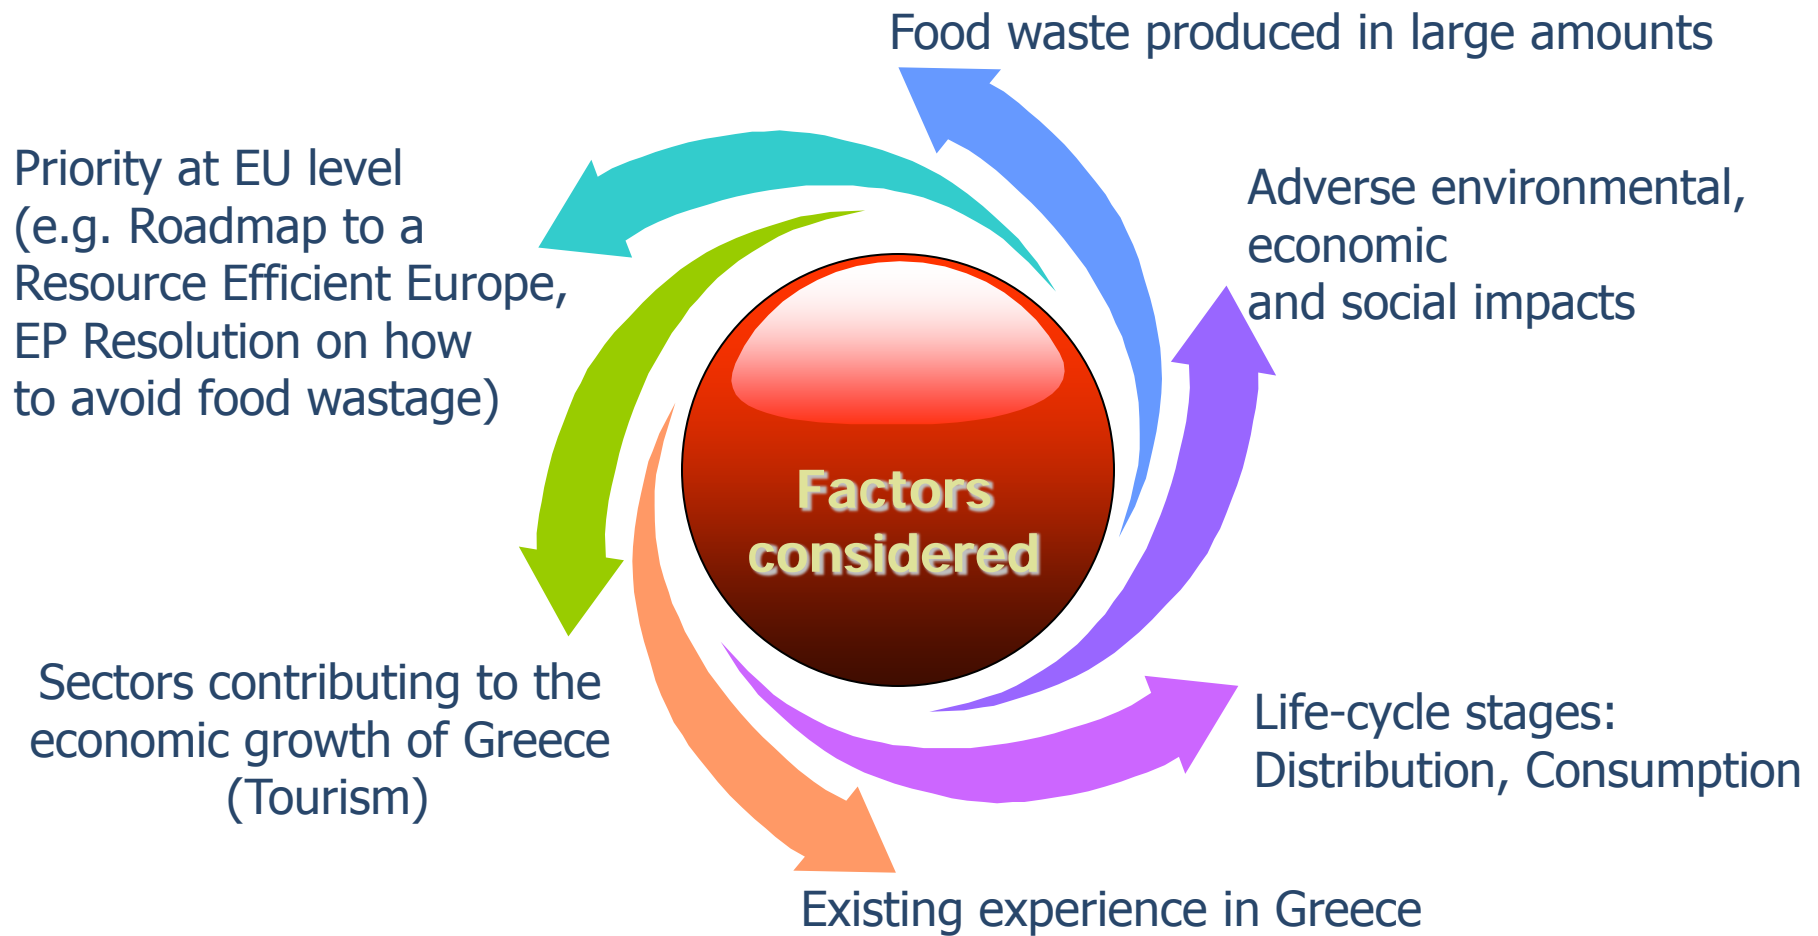 Food waste produced in large amounts
Priority at EU level
(e.g. Roadmap to a
Resource Efficient Europe,
EP Resolution on how
to avoid food wastage)
Adverse environmental,
economic
and social impacts
Factors
considered
Sectors contributing to the
economic growth of Greece
(Tourism)
Life-cycle stages:
Distribution, Consumption
Existing experience in Greece